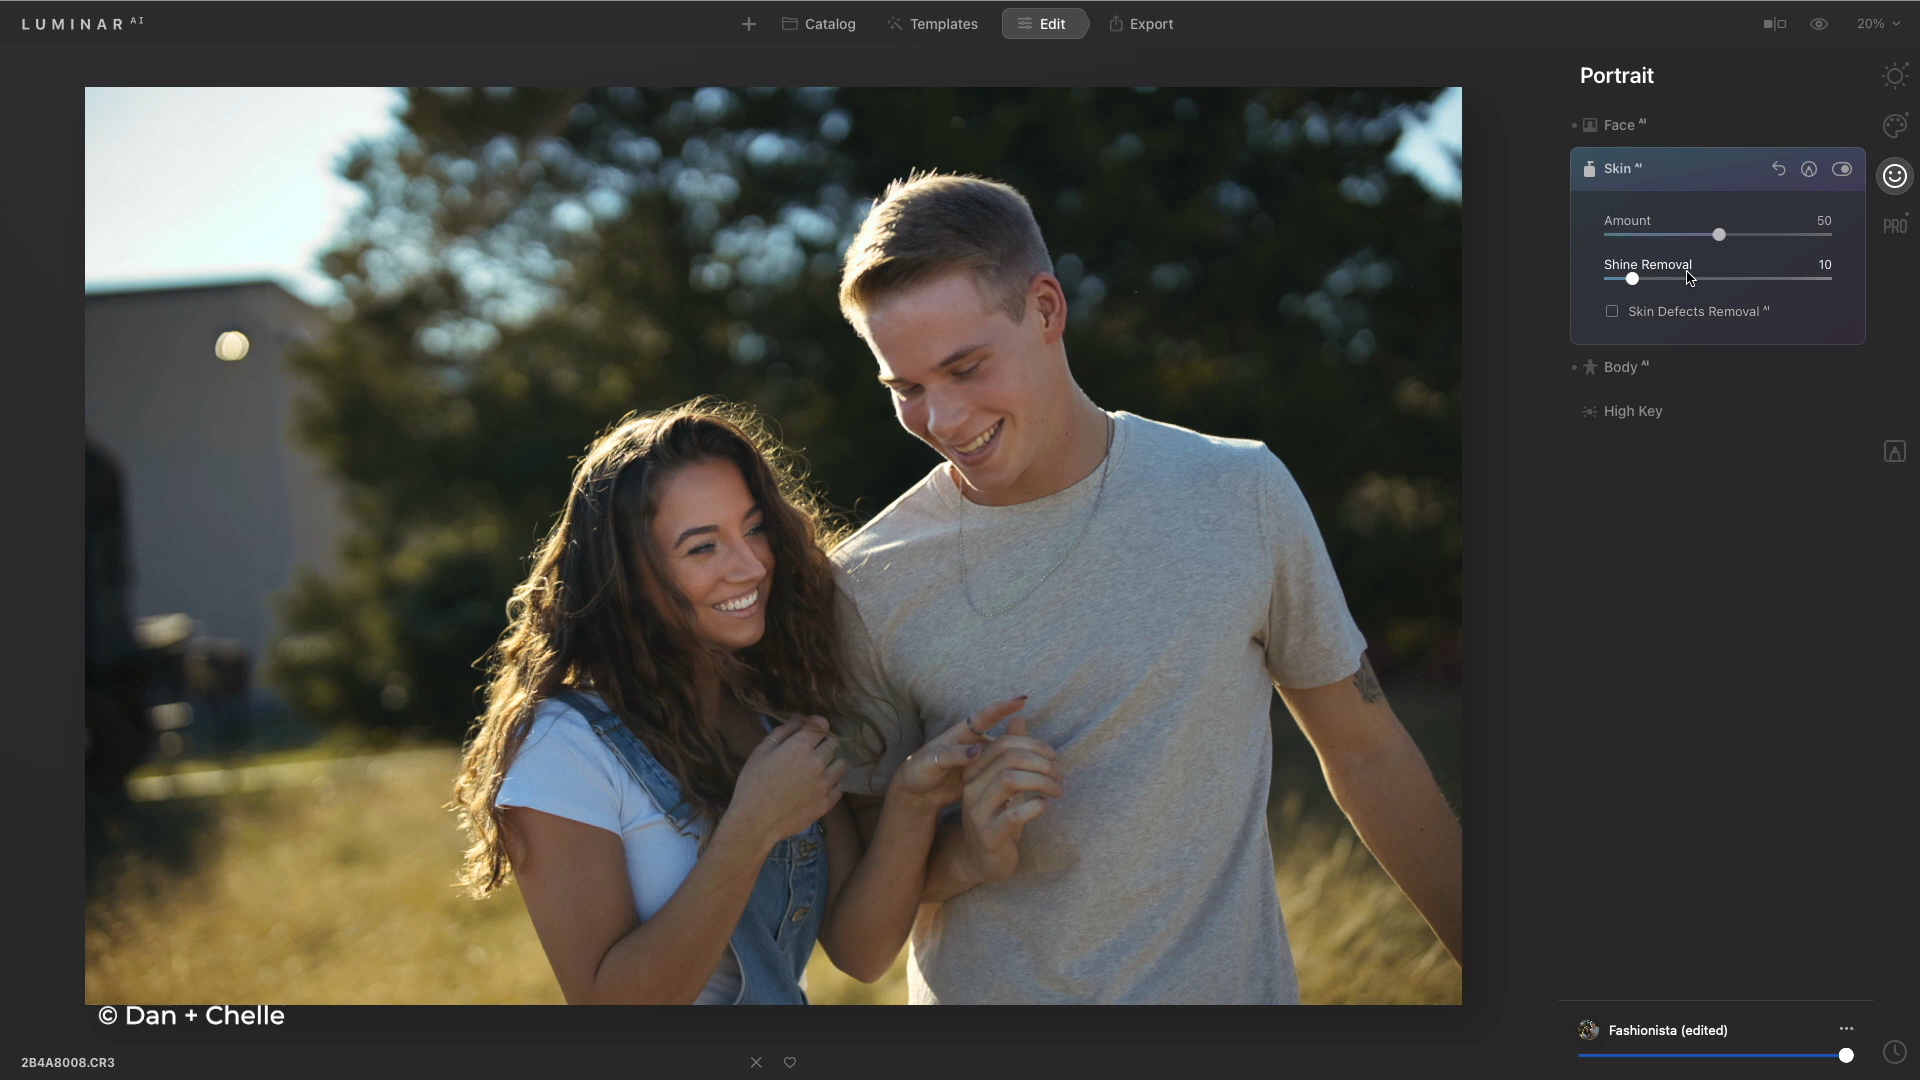 LUMINAR AI
Catalog
Templates
Edit
Export
20%
Portrait
Face AI
Skin AI
Amount 50
Shine Removal 10
Skin Defects Removal AI
Body AI
High Key
PRO
© Dan + Chelle
Fashionista (edited)
2B4A8008.CR3